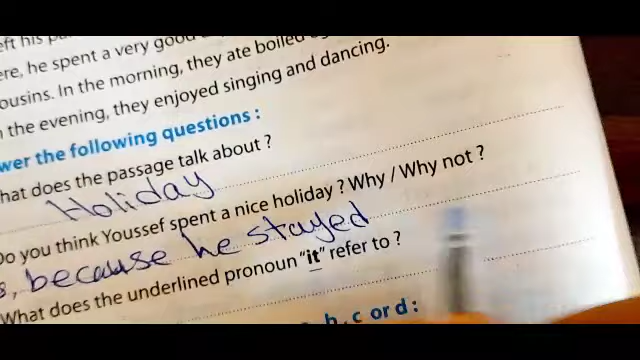 eft his
ere, he spent a very good
ousins. In the morning, they ate boiled
n the evening, they enjoyed singing and dancing.
wer the following questions :
hat does the passage talk about ?
Holiday
Do you think Youssef spent a nice holiday ? Why / Why not ?
s, because he stayed
What does the underlined pronoun "it" refer to ?
b, c or d :